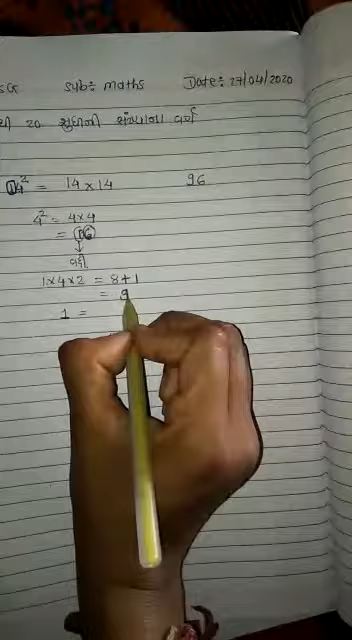 sub: maths Date: 27/04/2020
20 સુધીની સંખ્યાના વર્ગ
14² = 14 × 14 96
4² = 4 × 4
= 16
↓
વદી
1 × 4 × 2 = 8 + 1
= 9
1 =